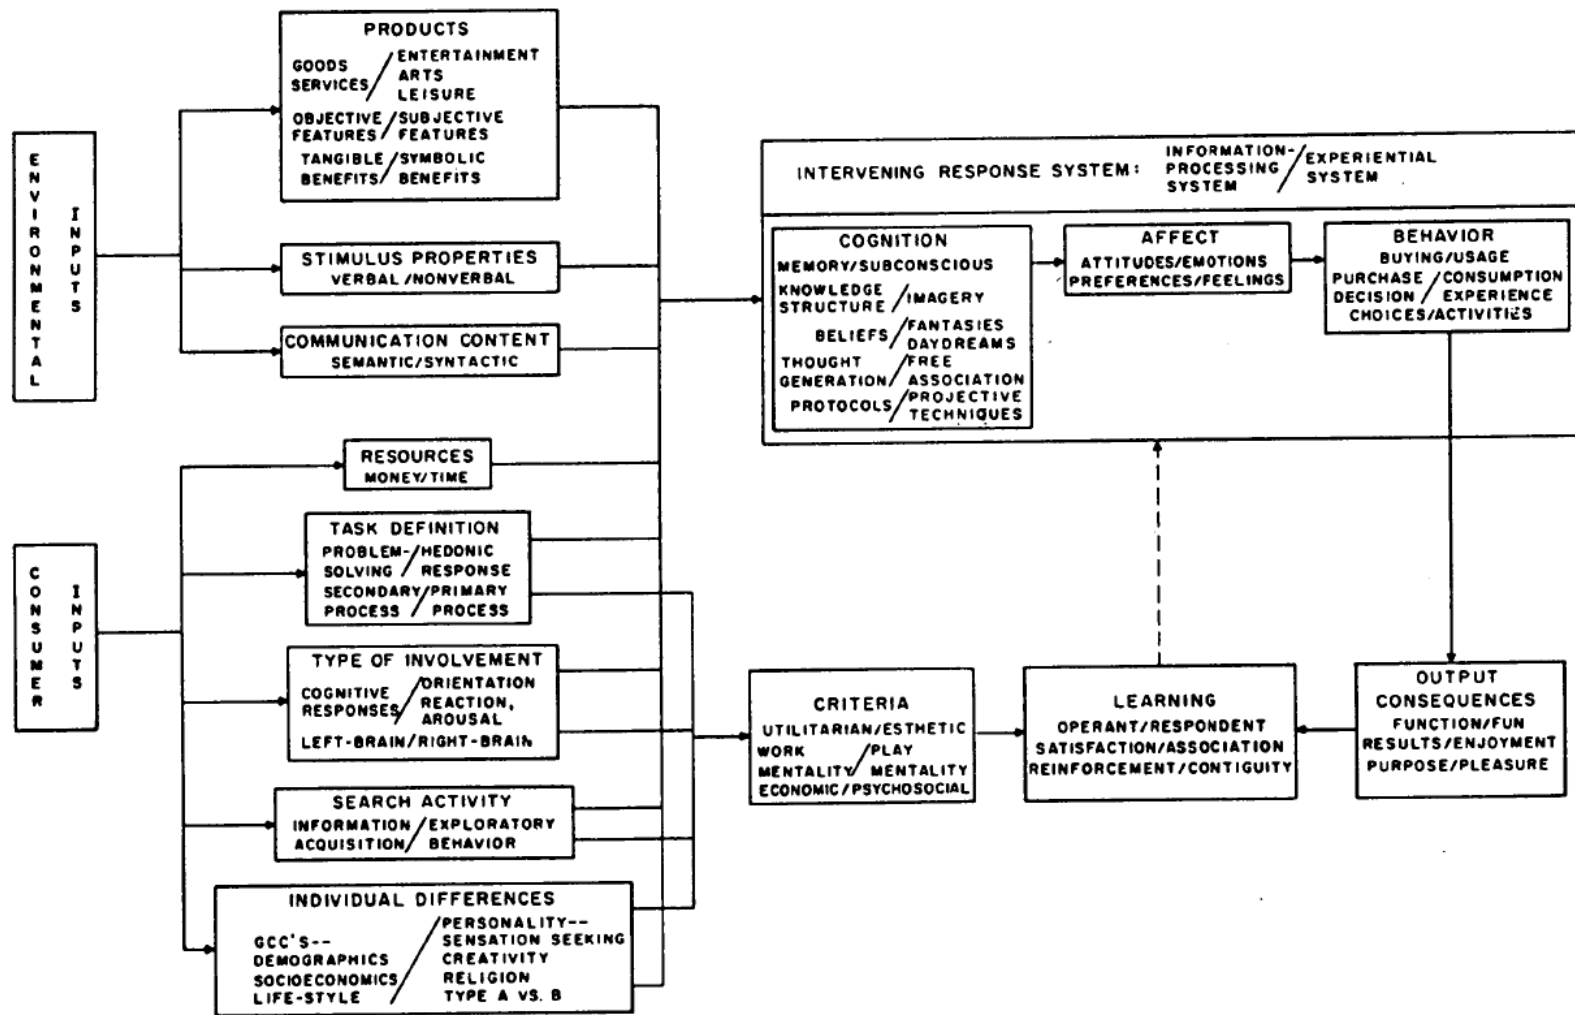 ENVIRONMENTAL
INPUTS
PRODUCTS
GOODS
SERVICES
/
ENTERTAINMENT
ARTS
LEISURE
OBJECTIVE
FEATURES
/
SUBJECTIVE
FEATURES
TANGIBLE
BENEFITS
/
SYMBOLIC
BENEFITS
STIMULUS PROPERTIES
VERBAL/NONVERBAL
COMMUNICATION CONTENT
SEMANTIC/SYNTACTIC
CONSUMER
INPUTS
RESOURCES
MONEY/TIME
TASK DEFINITION
PROBLEM-
SOLVING
/
HEDONIC
RESPONSE
SECONDARY
PROCESS
/
PRIMARY
PROCESS
TYPE OF INVOLVEMENT
COGNITIVE
RESPONSES
/
ORIENTATION
REACTION,
AROUSAL
LEFT-BRAIN/RIGHT-BRAIN
SEARCH ACTIVITY
INFORMATION
ACQUISITION
/
EXPLORATORY
BEHAVIOR
INDIVIDUAL DIFFERENCES
GCC'S--
DEMOGRAPHICS
SOCIOECONOMICS
LIFE-STYLE
/
PERSONALITY--
SENSATION SEEKING
CREATIVITY
RELIGION
TYPE A VS. B
INTERVENING RESPONSE SYSTEM:
INFORMATION-
PROCESSING
SYSTEM
/
EXPERIENTIAL
SYSTEM
COGNITION
MEMORY/SUBCONSCIOUS
KNOWLEDGE
STRUCTURE
/
IMAGERY
BELIEFS
/
FANTASIES
DAYDREAMS
THOUGHT
GENERATION
/
FREE
ASSOCIATION
PROTOCOLS
/
PROJECTIVE
TECHNIQUES
AFFECT
ATTITUDES/EMOTIONS
PREFERENCES/FEELINGS
BEHAVIOR
BUYING/USAGE
PURCHASE
DECISION
/
CONSUMPTION
EXPERIENCE
CHOICES/ACTIVITIES
CRITERIA
UTILITARIAN/ESTHETIC
WORK
MENTALITY
/
PLAY
MENTALITY
ECONOMIC/PSYCHOSOCIAL
LEARNING
OPERANT/RESPONDENT
SATISFACTION/ASSOCIATION
REINFORCEMENT/CONTIGUITY
OUTPUT
CONSEQUENCES
FUNCTION/FUN
RESULTS/ENJOYMENT
PURPOSE/PLEASURE